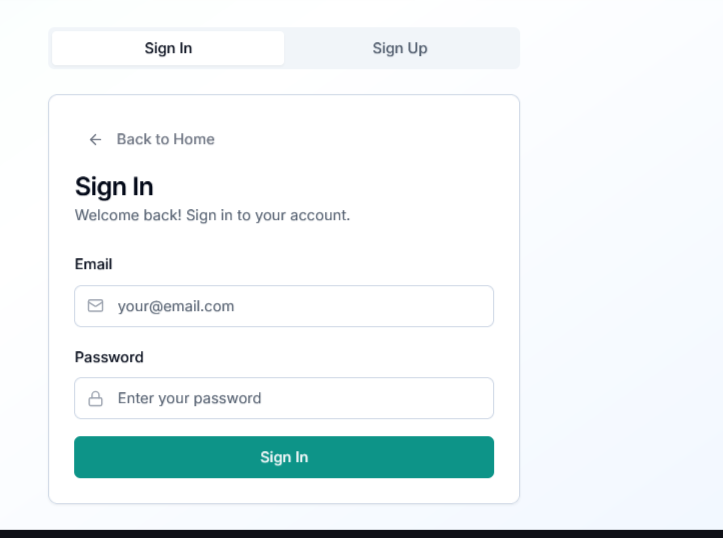 Sign In
Sign Up
Back to Home
Sign In
Welcome back! Sign in to your account.
Email
your@email.com
Password
Enter your password
Sign In